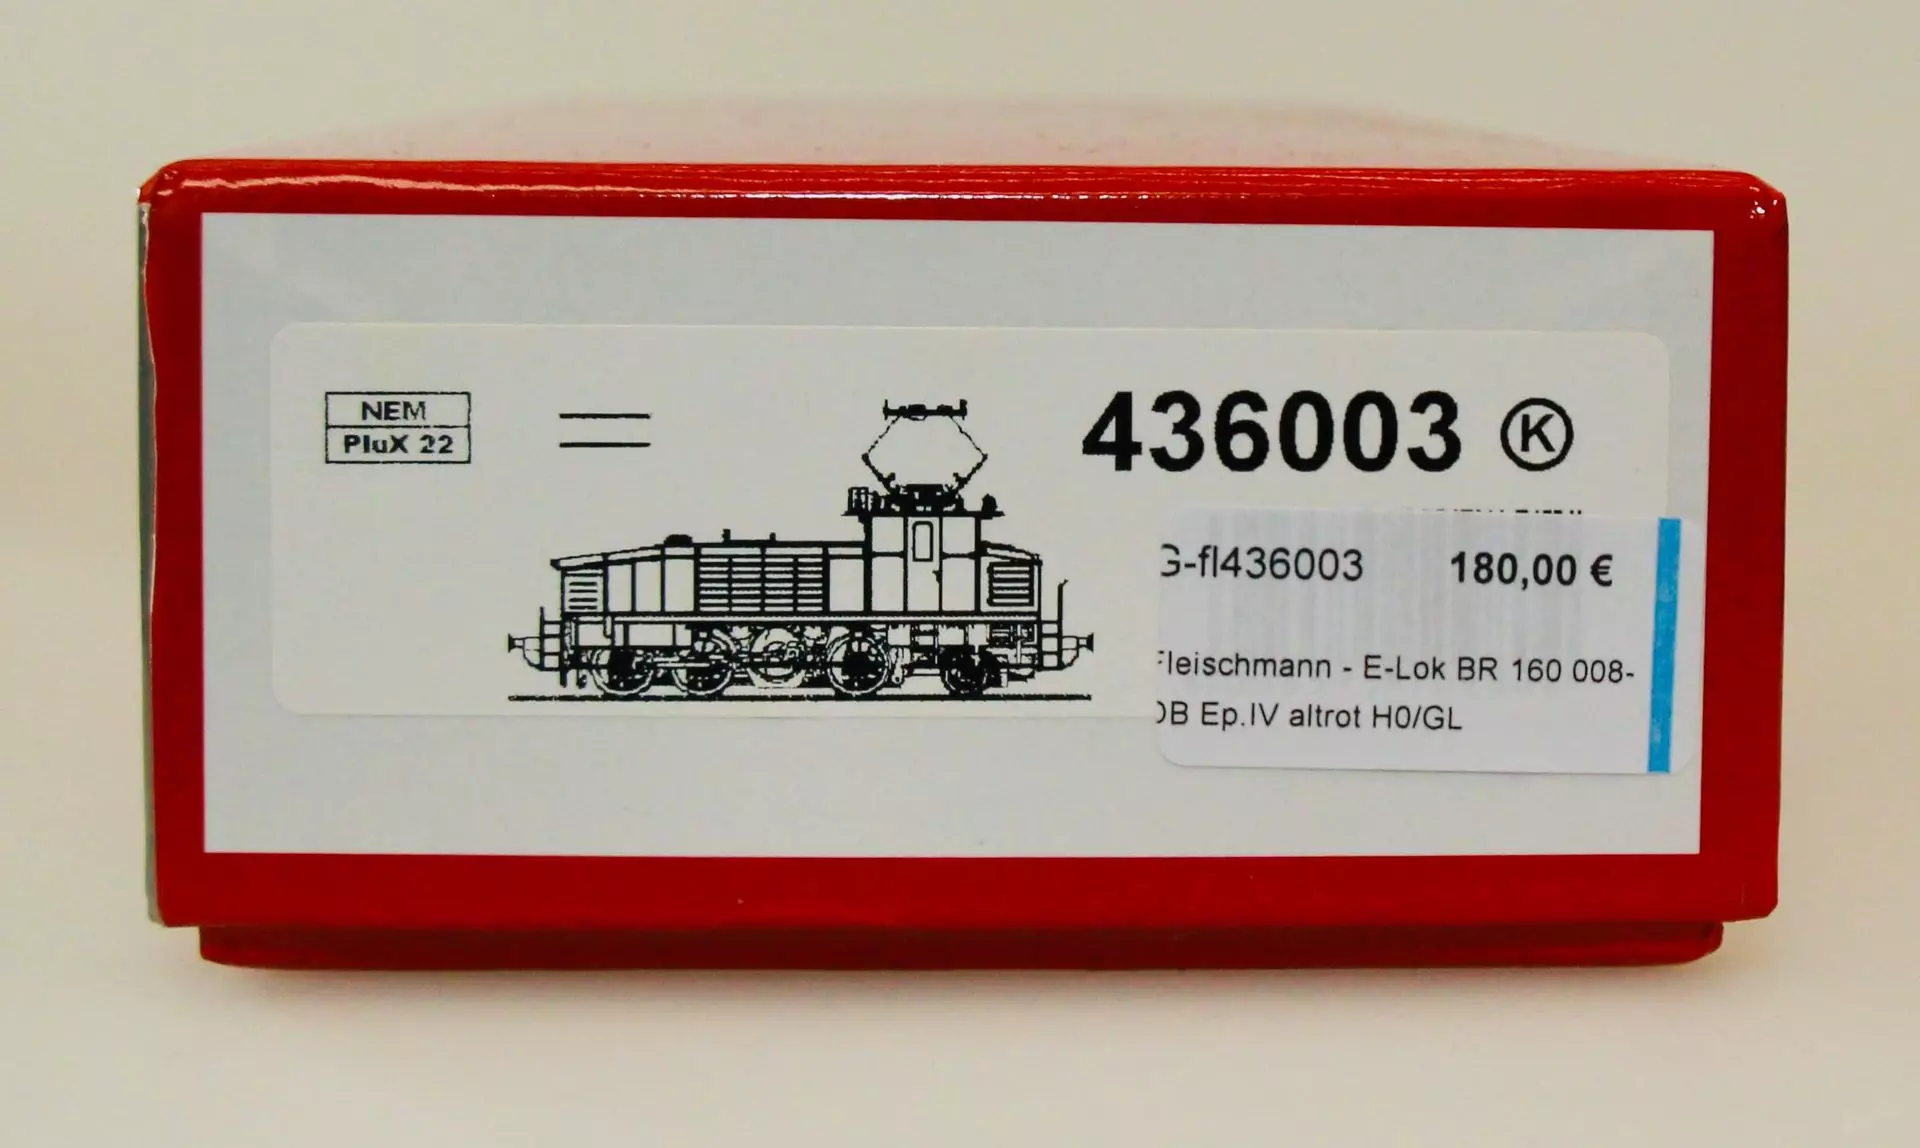 NEM
PluX 22
436003 Ⓚ
G-fl436003 180,00 €
Fleischmann - E-Lok BR 160 008-
DB Ep.IV altrot H0/GL